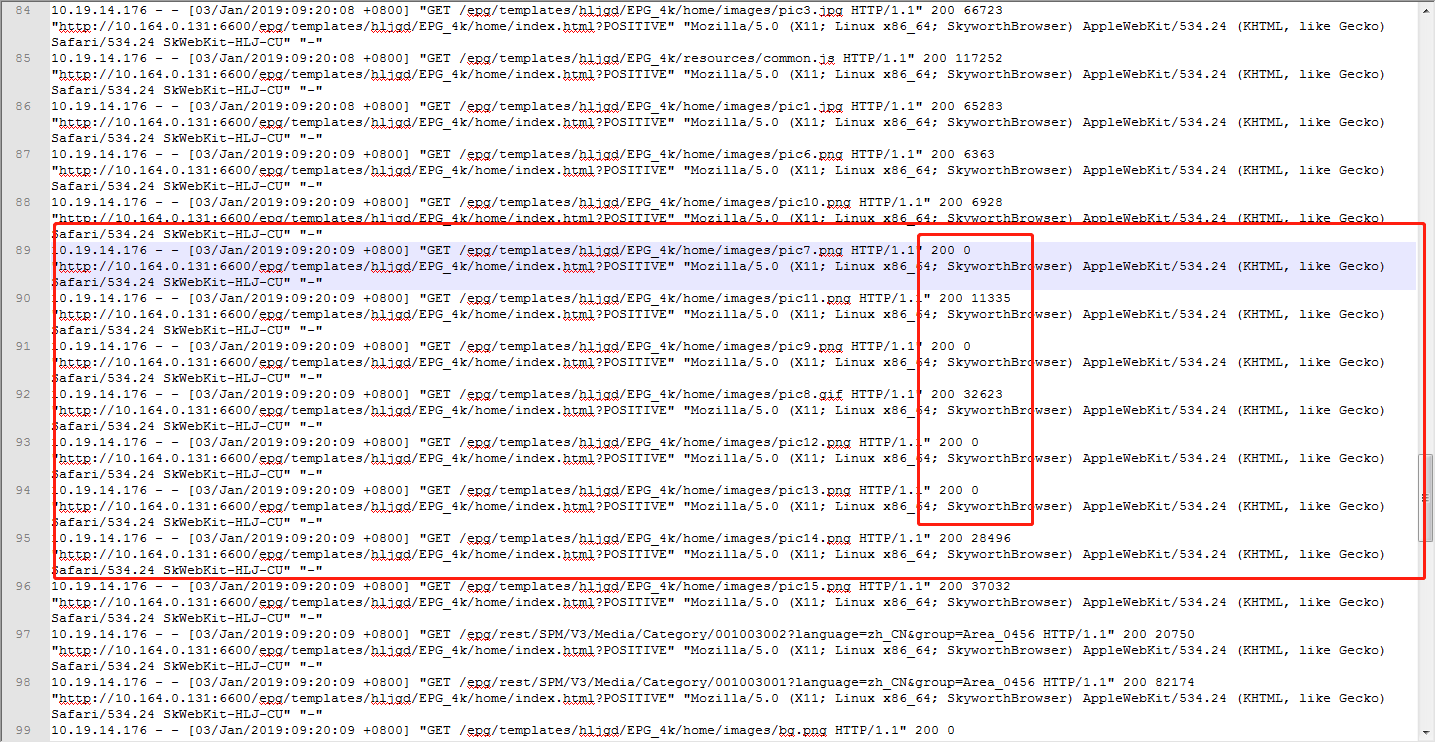 84 10.19.14.176 - - [03/Jan/2019:09:20:08 +0800] "GET /epg/templates/hljgd/EPG_4k/home/images/pic3.jpg HTTP/1.1" 200 66723
"http://10.164.0.131:6600/epg/templates/hljgd/EPG_4k/home/index.html?POSITIVE" "Mozilla/5.0 (X11; Linux x86_64; SkyworthBrowser) AppleWebKit/534.24 (KHTML, like Gecko)
Safari/534.24 SkWebKit-HLJ-CU" "-"
85 10.19.14.176 - - [03/Jan/2019:09:20:08 +0800] "GET /epg/templates/hljgd/EPG_4k/resources/common.js HTTP/1.1" 200 117252
"http://10.164.0.131:6600/epg/templates/hljgd/EPG_4k/home/index.html?POSITIVE" "Mozilla/5.0 (X11; Linux x86_64; SkyworthBrowser) AppleWebKit/534.24 (KHTML, like Gecko)
Safari/534.24 SkWebKit-HLJ-CU" "-"
86 10.19.14.176 - - [03/Jan/2019:09:20:08 +0800] "GET /epg/templates/hljgd/EPG_4k/home/images/pic1.jpg HTTP/1.1" 200 65283
"http://10.164.0.131:6600/epg/templates/hljgd/EPG_4k/home/index.html?POSITIVE" "Mozilla/5.0 (X11; Linux x86_64; SkyworthBrowser) AppleWebKit/534.24 (KHTML, like Gecko)
Safari/534.24 SkWebKit-HLJ-CU" "-"
87 10.19.14.176 - - [03/Jan/2019:09:20:09 +0800] "GET /epg/templates/hljgd/EPG_4k/home/images/pic6.png HTTP/1.1" 200 6363
"http://10.164.0.131:6600/epg/templates/hljgd/EPG_4k/home/index.html?POSITIVE" "Mozilla/5.0 (X11; Linux x86_64; SkyworthBrowser) AppleWebKit/534.24 (KHTML, like Gecko)
Safari/534.24 SkWebKit-HLJ-CU" "-"
88 10.19.14.176 - - [03/Jan/2019:09:20:09 +0800] "GET /epg/templates/hljgd/EPG_4k/home/images/pic10.png HTTP/1.1" 200 6928
"http://10.164.0.131:6600/epg/templates/hljgd/EPG_4k/home/index.html?POSITIVE" "Mozilla/5.0 (X11; Linux x86_64; SkyworthBrowser) AppleWebKit/534.24 (KHTML, like Gecko)
Safari/534.24 SkWebKit-HLJ-CU" "-"
89 10.19.14.176 - - [03/Jan/2019:09:20:09 +0800] "GET /epg/templates/hljgd/EPG_4k/home/images/pic7.png HTTP/1.1" 200 0
"http://10.164.0.131:6600/epg/templates/hljgd/EPG_4k/home/index.html?POSITIVE" "Mozilla/5.0 (X11; Linux x86_64; SkyworthBrowser) AppleWebKit/534.24 (KHTML, like Gecko)
Safari/534.24 SkWebKit-HLJ-CU" "-"
90 10.19.14.176 - - [03/Jan/2019:09:20:09 +0800] "GET /epg/templates/hljgd/EPG_4k/home/images/pic11.png HTTP/1.1" 200 11335
"http://10.164.0.131:6600/epg/templates/hljgd/EPG_4k/home/index.html?POSITIVE" "Mozilla/5.0 (X11; Linux x86_64; SkyworthBrowser) AppleWebKit/534.24 (KHTML, like Gecko)
Safari/534.24 SkWebKit-HLJ-CU" "-"
91 10.19.14.176 - - [03/Jan/2019:09:20:09 +0800] "GET /epg/templates/hljgd/EPG_4k/home/images/pic9.png HTTP/1.1" 200 0
"http://10.164.0.131:6600/epg/templates/hljgd/EPG_4k/home/index.html?POSITIVE" "Mozilla/5.0 (X11; Linux x86_64; SkyworthBrowser) AppleWebKit/534.24 (KHTML, like Gecko)
Safari/534.24 SkWebKit-HLJ-CU" "-"
92 10.19.14.176 - - [03/Jan/2019:09:20:09 +0800] "GET /epg/templates/hljgd/EPG_4k/home/images/pic8.gif HTTP/1.1" 200 32623
"http://10.164.0.131:6600/epg/templates/hljgd/EPG_4k/home/index.html?POSITIVE" "Mozilla/5.0 (X11; Linux x86_64; SkyworthBrowser) AppleWebKit/534.24 (KHTML, like Gecko)
Safari/534.24 SkWebKit-HLJ-CU" "-"
93 10.19.14.176 - - [03/Jan/2019:09:20:09 +0800] "GET /epg/templates/hljgd/EPG_4k/home/images/pic12.png HTTP/1.1" 200 0
"http://10.164.0.131:6600/epg/templates/hljgd/EPG_4k/home/index.html?POSITIVE" "Mozilla/5.0 (X11; Linux x86_64; SkyworthBrowser) AppleWebKit/534.24 (KHTML, like Gecko)
Safari/534.24 SkWebKit-HLJ-CU" "-"
94 10.19.14.176 - - [03/Jan/2019:09:20:09 +0800] "GET /epg/templates/hljgd/EPG_4k/home/images/pic13.png HTTP/1.1" 200 0
"http://10.164.0.131:6600/epg/templates/hljgd/EPG_4k/home/index.html?POSITIVE" "Mozilla/5.0 (X11; Linux x86_64; SkyworthBrowser) AppleWebKit/534.24 (KHTML, like Gecko)
Safari/534.24 SkWebKit-HLJ-CU" "-"
95 10.19.14.176 - - [03/Jan/2019:09:20:09 +0800] "GET /epg/templates/hljgd/EPG_4k/home/images/pic14.png HTTP/1.1" 200 28496
"http://10.164.0.131:6600/epg/templates/hljgd/EPG_4k/home/index.html?POSITIVE" "Mozilla/5.0 (X11; Linux x86_64; SkyworthBrowser) AppleWebKit/534.24 (KHTML, like Gecko)
Safari/534.24 SkWebKit-HLJ-CU" "-"
96 10.19.14.176 - - [03/Jan/2019:09:20:09 +0800] "GET /epg/templates/hljgd/EPG_4k/home/images/pic15.png HTTP/1.1" 200 37032
"http://10.164.0.131:6600/epg/templates/hljgd/EPG_4k/home/index.html?POSITIVE" "Mozilla/5.0 (X11; Linux x86_64; SkyworthBrowser) AppleWebKit/534.24 (KHTML, like Gecko)
Safari/534.24 SkWebKit-HLJ-CU" "-"
97 10.19.14.176 - - [03/Jan/2019:09:20:09 +0800] "GET /epg/rest/SPM/V3/Media/Category/001003002?language=zh_CN&group=Area_0456 HTTP/1.1" 200 20750
"http://10.164.0.131:6600/epg/templates/hljgd/EPG_4k/home/index.html?POSITIVE" "Mozilla/5.0 (X11; Linux x86_64; SkyworthBrowser) AppleWebKit/534.24 (KHTML, like Gecko)
Safari/534.24 SkWebKit-HLJ-CU" "-"
98 10.19.14.176 - - [03/Jan/2019:09:20:09 +0800] "GET /epg/rest/SPM/V3/Media/Category/001003001?language=zh_CN&group=Area_0456 HTTP/1.1" 200 82174
"http://10.164.0.131:6600/epg/templates/hljgd/EPG_4k/home/index.html?POSITIVE" "Mozilla/5.0 (X11; Linux x86_64; SkyworthBrowser) AppleWebKit/534.24 (KHTML, like Gecko)
Safari/534.24 SkWebKit-HLJ-CU" "-"
99 10.19.14.176 - - [03/Jan/2019:09:20:09 +0800] "GET /epg/templates/hljgd/EPG_4k/home/images/bg.png HTTP/1.1" 200 0